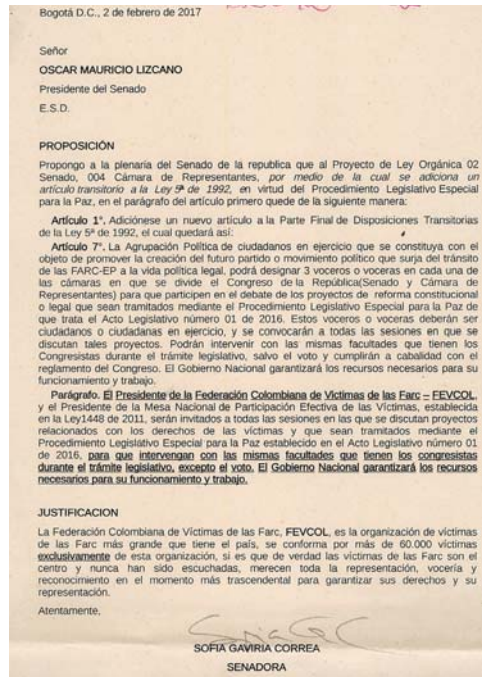 Bogotá D.C., 2 de febrero de 2017
Señor
OSCAR MAURICIO LIZCANO
Presidente del Senado
E.S.D.
PROPOSICIÓN
Propongo a la plenaria del Senado de la republica que al Proyecto de Ley Orgánica 02
Senado, 004 Cámara de Representantes, por medio de la cual se adiciona un
artículo transitorio a la Ley 5ª de 1992, en virtud del Procedimiento Legislativo Especial
para la Paz, en el parágrafo del artículo primero quede de la siguiente manera:
Artículo 1°. Adiciónese un nuevo artículo a la Parte Final de Disposiciones Transitorias
de la Ley 5ª de 1992, el cual quedará así:
Artículo 7°. La Agrupación Política de ciudadanos en ejercicio que se constituya con el
objeto de promover la creación del futuro partido o movimiento político que surja del tránsito
de las FARC-EP a la vida política legal, podrá designar 3 voceros o voceras en cada una de
las cámaras en que se divide el Congreso de la República(Senado y Cámara de
Representantes) para que participen en el debate de los proyectos de reforma constitucional
o legal que sean tramitados mediante el Procedimiento Legislativo Especial para la Paz de
que trata el Acto Legislativo número 01 de 2016. Estos voceros o voceras deberán ser
ciudadanos o ciudadanas en ejercicio, y se convocarán a todas las sesiones en que se
discutan tales proyectos. Podrán intervenir con las mismas facultades que tienen los
Congresistas durante el trámite legislativo, salvo el voto y cumplirán a cabalidad con el
reglamento del Congreso. El Gobierno Nacional garantizará los recursos necesarios para su
funcionamiento y trabajo.
Parágrafo. El Presidente de la Federación Colombiana de Victimas de las Farc – FEVCOL,
y el Presidente de la Mesa Nacional de Participación Efectiva de las Víctimas, establecida
en la Ley1448 de 2011, serán invitados a todas las sesiones en las que se discutan proyectos
relacionados con los derechos de las víctimas y que sean tramitados mediante el
Procedimiento Legislativo Especial para la Paz establecido en el Acto Legislativo número 01
de 2016, para que intervengan con las mismas facultades que tienen los congresistas
durante el trámite legislativo, excepto el voto. El Gobierno Nacional garantizará los recursos
necesarios para su funcionamiento y trabajo.
JUSTIFICACION
La Federación Colombiana de Víctimas de las Farc, FEVCOL, es la organización de víctimas
de las Farc más grande que tiene el país, se conforma por más de 60.000 víctimas
exclusivamente de esta organización, si es que de verdad las víctimas de las Farc son el
centro y nunca han sido escuchadas, merecen toda la representación, vocería y
reconocimiento en el momento más trascendental para garantizar sus derechos y su
representación.
Atentamente,
SOFIA GAVIRIA CORREA
SENADORA